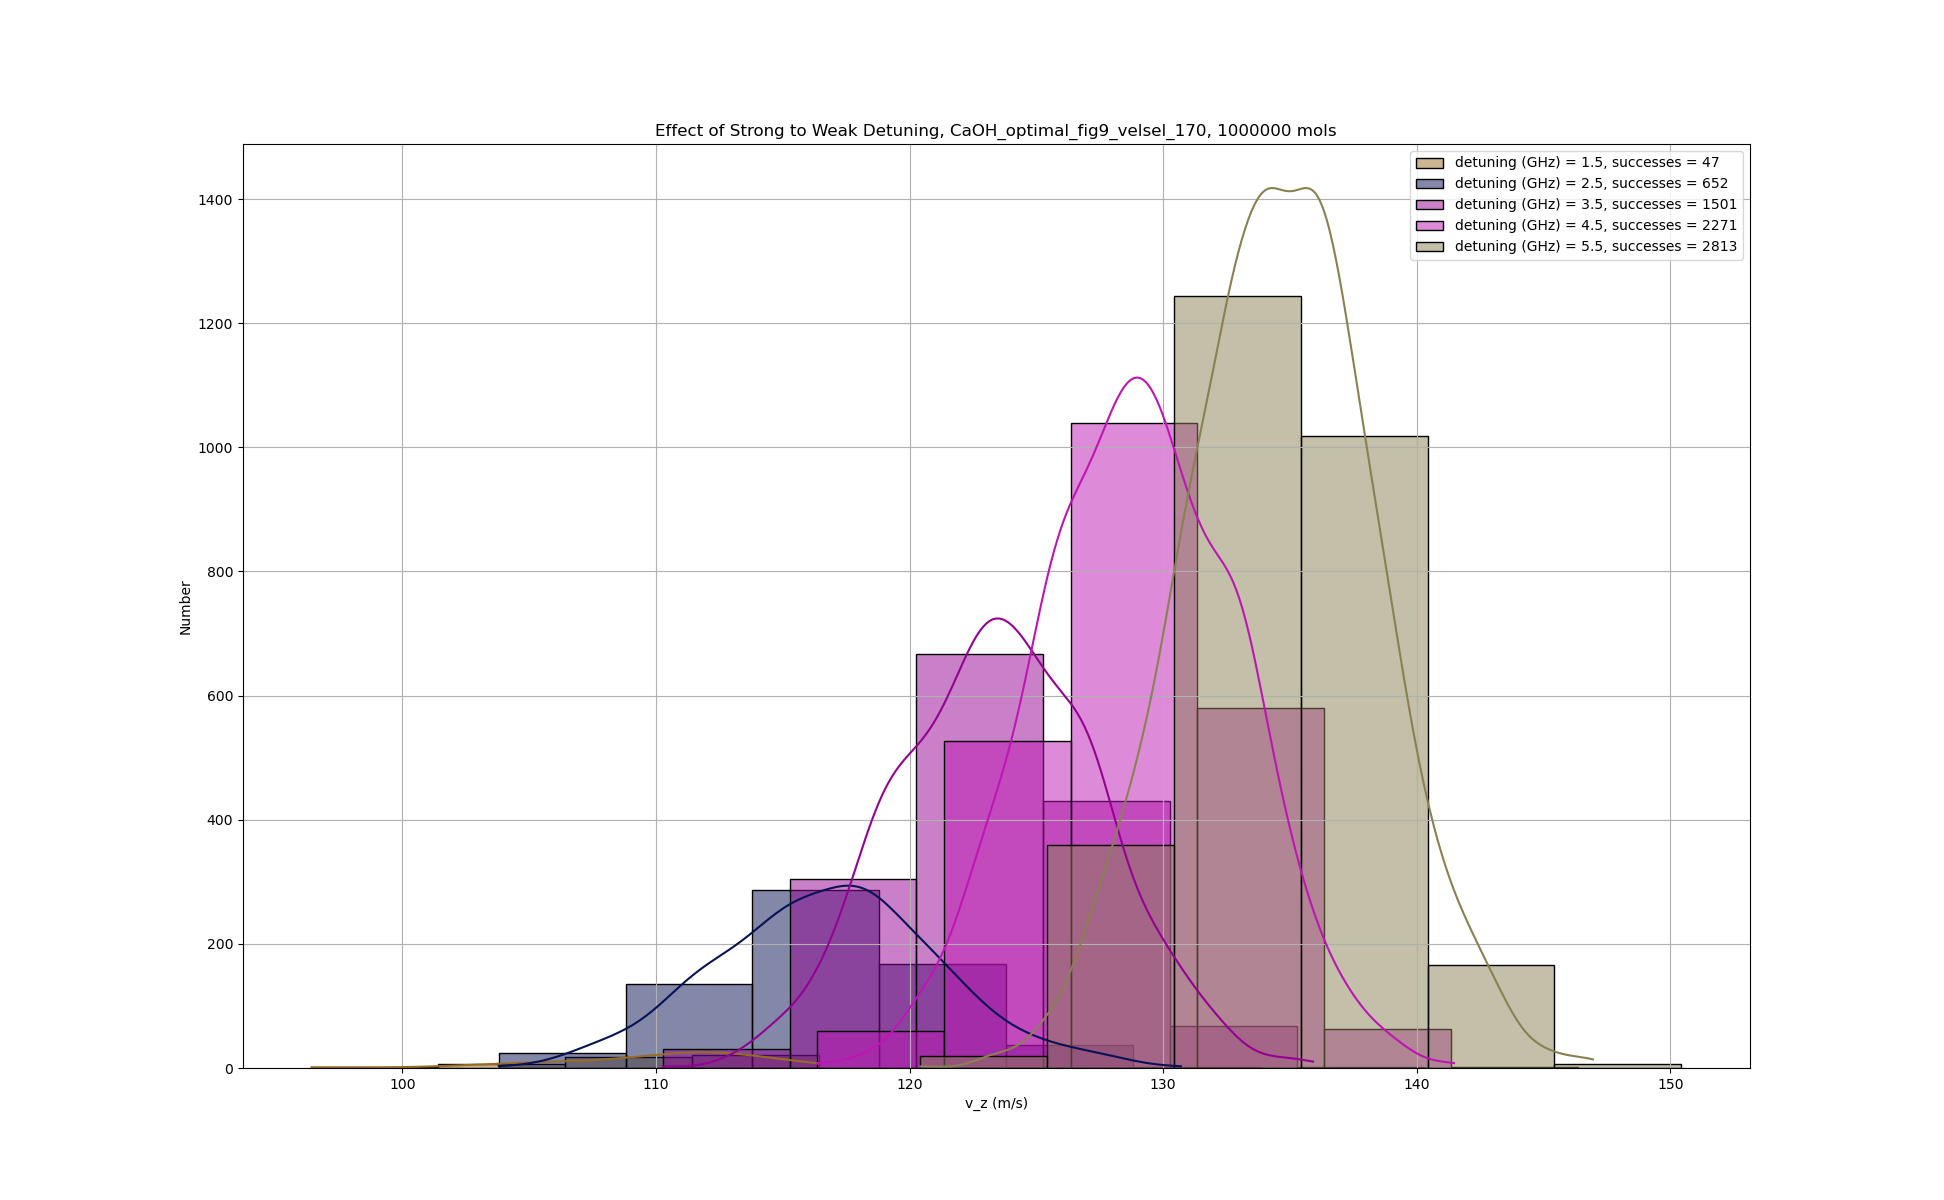 Effect of Strong to Weak Detuning, CaOH_optimal_fig9_velsel_170, 1000000 mols
detuning (GHz) = 1.5, successes = 47
detuning (GHz) = 2.5, successes = 652
detuning (GHz) = 3.5, successes = 1501
detuning (GHz) = 4.5, successes = 2271
detuning (GHz) = 5.5, successes = 2813
1400
1200
1000
800
600
400
200
0
Number
100 110 120 130 140 150
v_z (m/s)